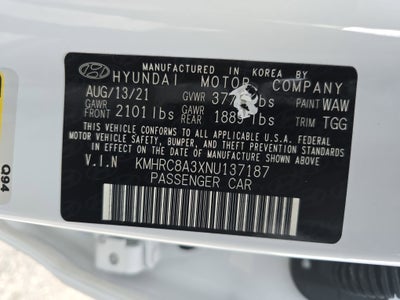 MANUFACTURED IN KOREA BY
HYUNDAI MOTOR COMPANY
AUG/13/21 GVWR lbs PAINT WAW
GAWR FRONT 2101 lbs GAWR REAR 1889 lbs TRIM TGG
THIS VEHICLE CONFORMS TO ALL APPLICABLE U.S.A. FEDERAL
MOTOR VEHICLE SAFETY, BUMPER, AND THEFT PREVENTION
STANDARDS IN EFFECT ON THE DATE OF MANUFACTURE SHOWN ABOVE.
V.I.N KMHRC8A3XNU137187
PASSENGER CAR
Q94